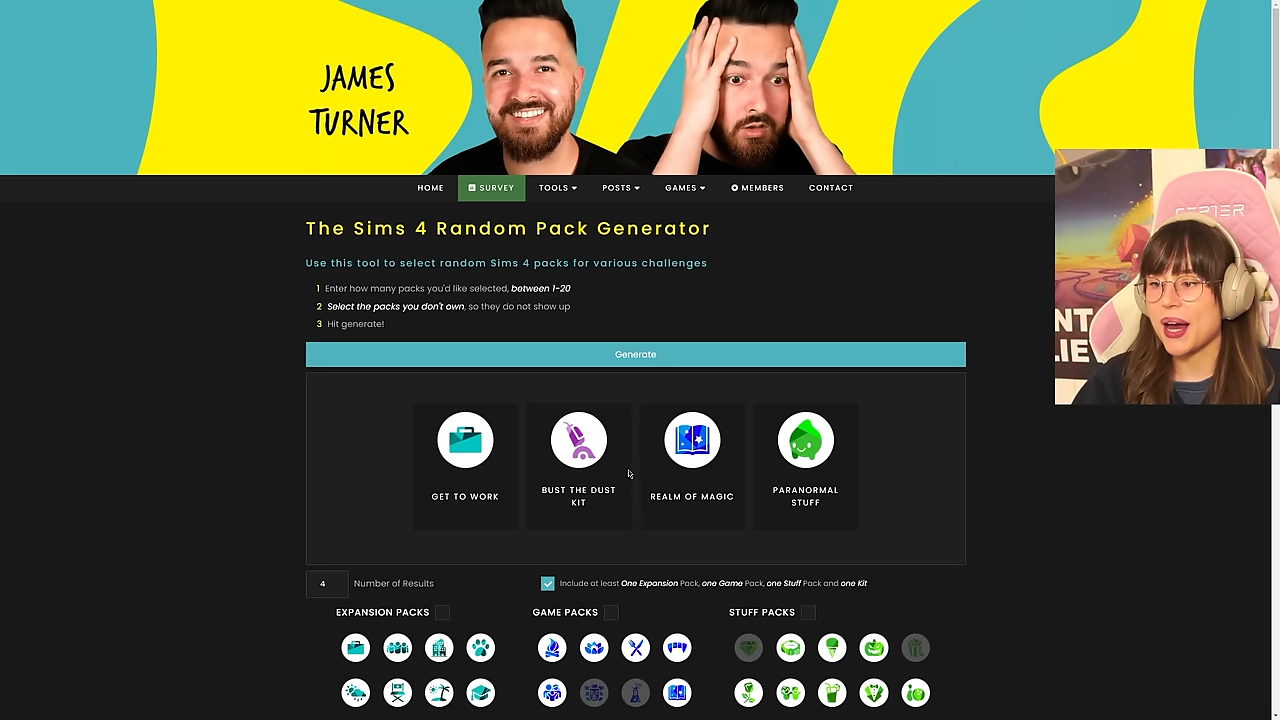 JAMES
TURNER
HOME
SURVEY
TOOLS
POSTS
GAMES
MEMBERS
CONTACT
The Sims 4 Random Pack Generator
Use this tool to select random Sims 4 packs for various challenges
1 Enter how many packs you'd like selected, between 1-20
2 Select the packs you don't own, so they do not show up
3 Hit generate!
Generate
GET TO WORK
BUST THE DUST
KIT
REALM OF MAGIC
PARANORMAL
STUFF
4 Number of Results
Include at least One Expansion Pack, one Game Pack, one Stuff Pack and one Kit
EXPANSION PACKS
GAME PACKS
STUFF PACKS